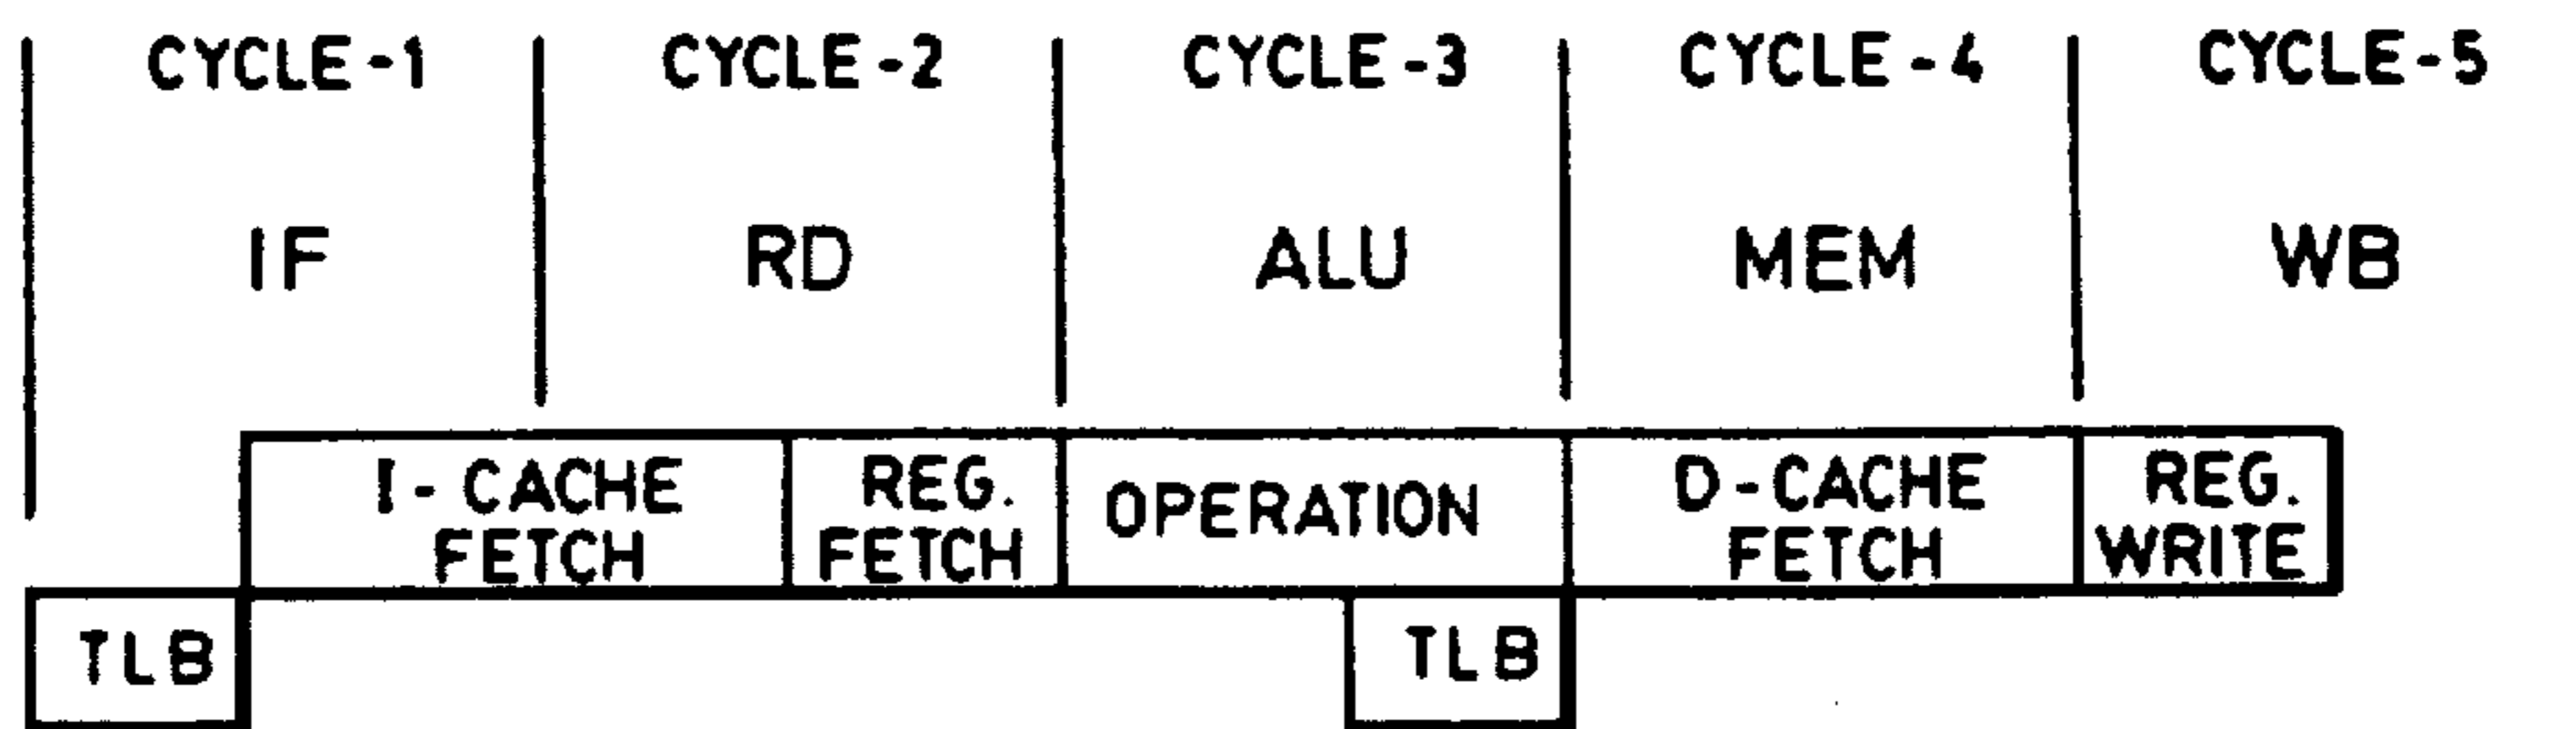 CYCLE-1 CYCLE-2 CYCLE-3 CYCLE-4 CYCLE-5
IF RD ALU MEM WB
I-CACHE FETCH REG. FETCH OPERATION D-CACHE FETCH REG. WRITE
TLB TLB